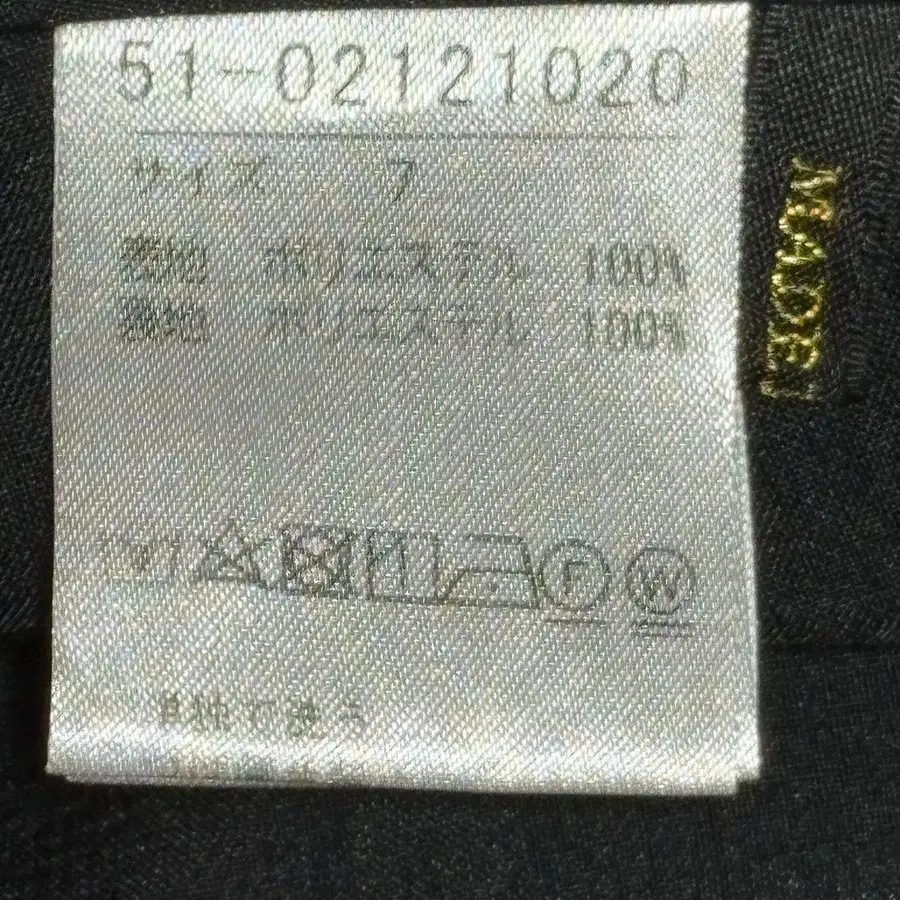 51-02121020
サイズ 7
表地 ポリエステル 100%
裏地 ポリエステル 100%
F W
単独で洗う
MADE